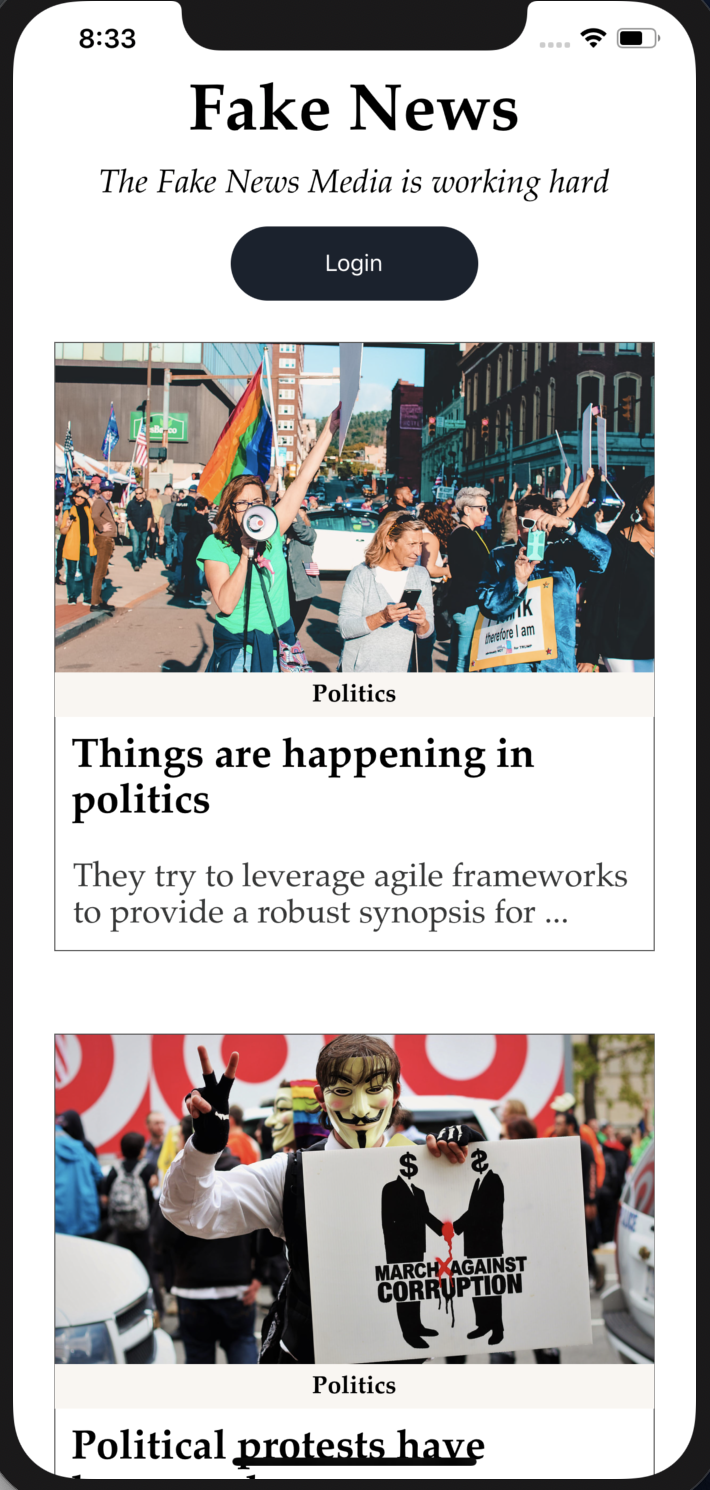 8:33
Fake News
The Fake News Media is working hard
Login
therefore I am
Politics
Things are happening in
politics
They try to leverage agile frameworks
to provide a robust synopsis for ...
$ $
MARCH AGAINST
CORRUPTION
Politics
Political protests have